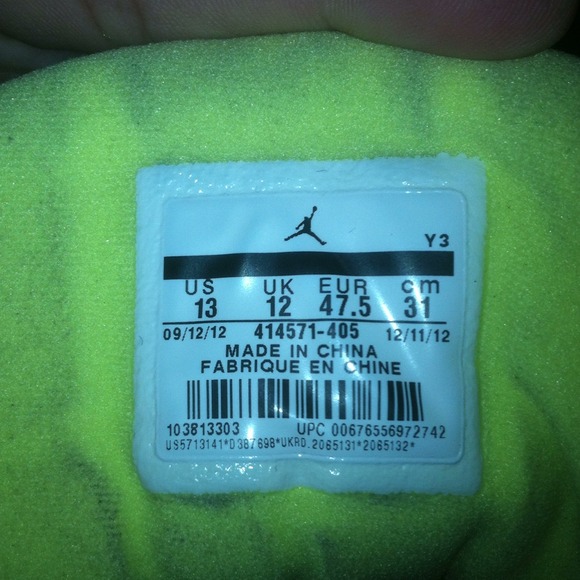 Y3
US UK EUR cm
13 12 47.5 31
09/12/12 414571-405 12/11/12
MADE IN CHINA
FABRIQUE EN CHINE
103813303 UPC 00676556972742
US5713141*D387698*UKRD.2065131*2065132*